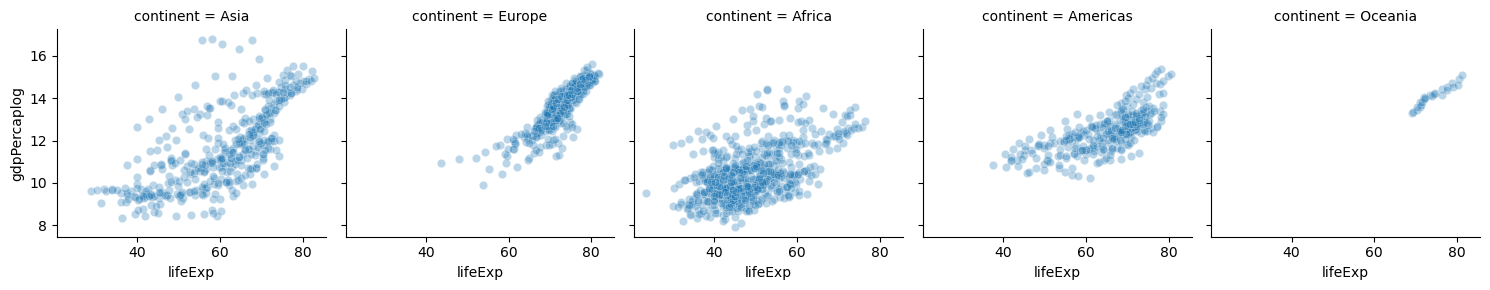 continent = Asia
continent = Europe
continent = Africa
continent = Americas
continent = Oceania
gdpPercaplog
16
14
12
10
8
40 60 80
40 60 80
40 60 80
40 60 80
40 60 80
lifeExp
lifeExp
lifeExp
lifeExp
lifeExp